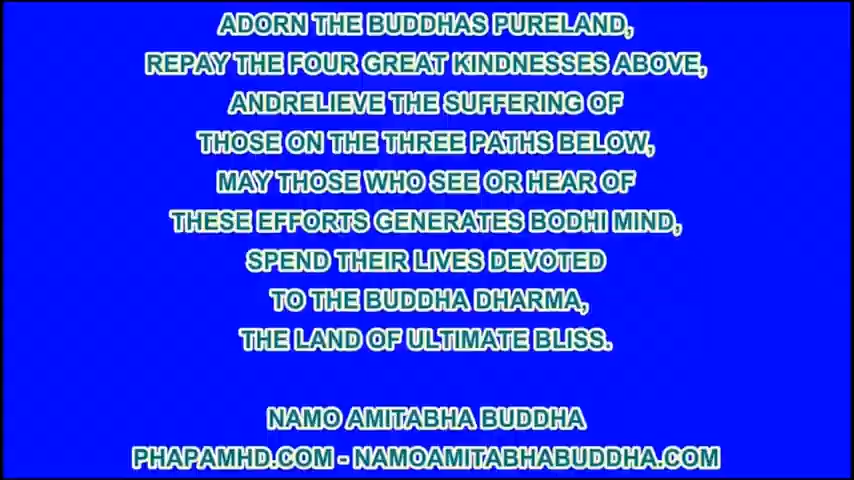 ADORN THE BUDDHAS PURELAND,
REPAY THE FOUR GREAT KINDNESSES ABOVE,
ANDRELIEVE THE SUFFERING OF
THOSE ON THE THREE PATHS BELOW,
MAY THOSE WHO SEE OR HEAR OF
THESE EFFORTS GENERATES BODHI MIND,
SPEND THEIR LIVES DEVOTED
TO THE BUDDHA DHARMA,
THE LAND OF ULTIMATE BLISS.
NAMO AMITABHA BUDDHA
PHAPAMHD.COM - NAMOAMITABHABUDDHA.COM